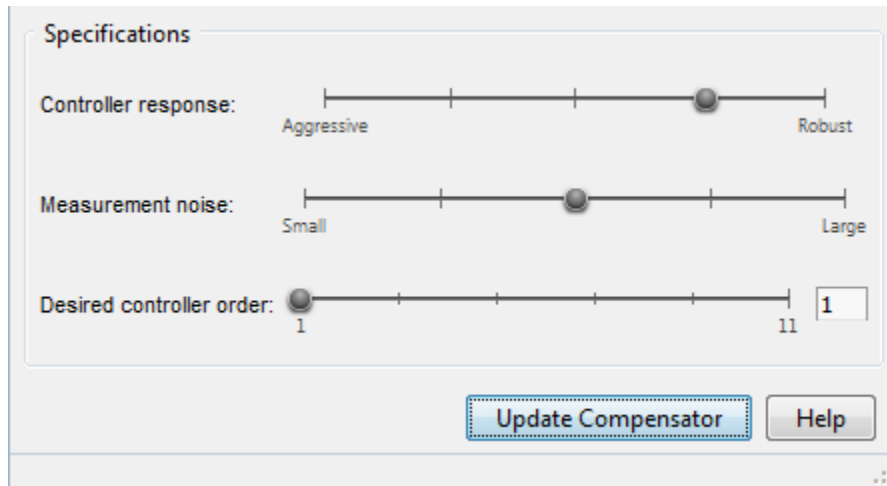 Specifications
Controller response:
Aggressive Robust
Measurement noise:
Small Large
Desired controller order: 1
1 11
Update Compensator Help